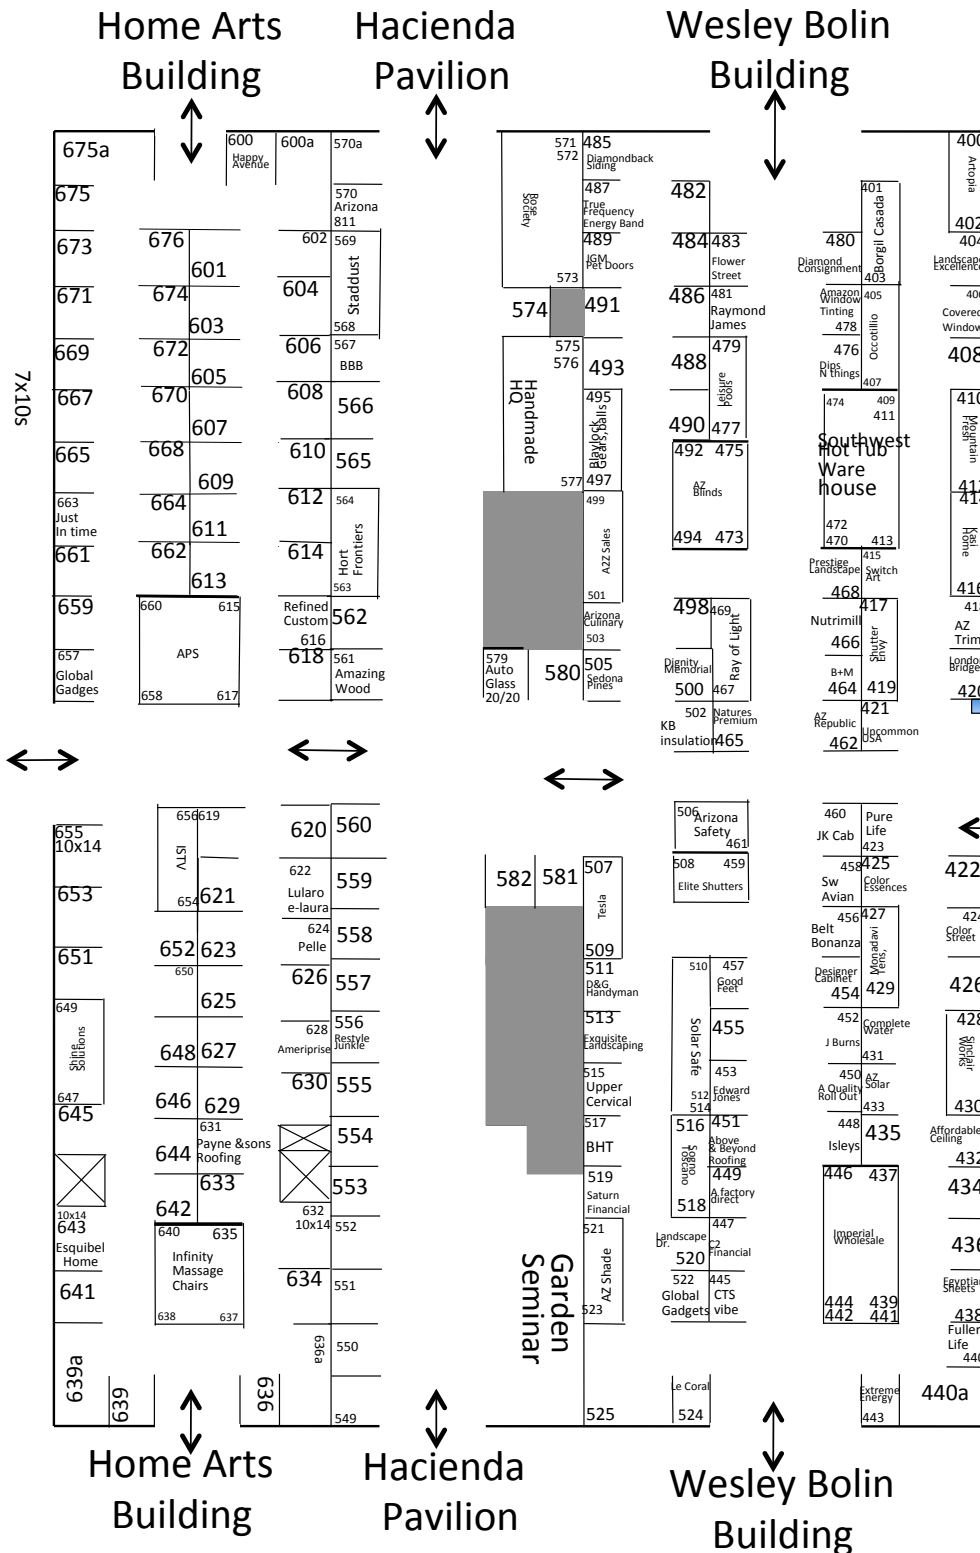 Home Arts
Building
Hacienda
Pavilion
Wesley Bolin
Building
7x10s
675a
675
673
671
669
667
665
663
Just
In time
661
659
657
Global
Gadges
676
601
674
603
672
605
670
607
668
609
664
611
662
613
660
615
APS
658
617
600
Happy
Avenue
600a
602
604
606
608
610
612
614
Refined
Custom
616
618
570a
570
Arizona
811
569
Staddust
568
567
BBB
566
565
564
Hort
Frontiers
563
562
561
Amazing
Wood
571
572
Rose
Society
573
574
575
576
Handmade
HQ
577
579
Auto
Glass
20/20
580
485
Diamondback
Siding
487
True
Frequency
Energy Band
489
JGM
Pet Doors
491
493
495
Blaylock
Gears,balls
497
499
A2Z Sales
501
Arizona
Culinary
503
505
Sedona
Pines
482
484
486
488
490
483
Flower
Street
481
Raymond
James
479
Leisure
Pools
477
492
475
AZ
Blinds
494
473
498
469
Ray of Light
467
Dignity
Memorial
500
502
KB
insulation
Natures
Premium
465
480
Diamond
Consignment
Amazon
Window
Tinting
478
476
Dips
N things
401
Borgil Casada
403
405
Occotillio
407
474
409
411
Southwest
Hot Tub
Ware
house
472
470
413
Prestige
Landscape
468
415
Switch
Art
Nutrimill
466
B+M
464
417
Shutter
Envy
419
AZ
Republic
462
421
Uncommon
USA
400
Artopia
402
404
Landscape
Excellence
Covered
Window
408
410
Mountain
Fresh
Kasi
Home
416
AZ
Trim
London
Bridge
420
655
10x14
653
651
649
Shine
Solutions
647
645
10x14
643
Esquibel
Home
641
639a
639
656
619
654
621
652
623
650
625
648
627
646
629
631
Payne &sons
Roofing
644
633
642
640
635
Infinity
Massage
Chairs
638
637
636
620
622
Lularo
e-laura
624
Pelle
626
628
Ameriprise
630
632
10x14
634
636a
560
559
558
557
556
Restyle
Junkie
555
554
553
552
551
550
549
582
581
Garden
Seminar
507
Tesla
509
511
D&G
Handyman
513
Exquisite
Landscaping
515
Upper
Cervical
517
BHT
519
Saturn
Financial
521
AZ Shade
523
525
506
Arizona
Safety
461
508
459
Elite Shutters
510
Solar Safe
512
514
457
Good
Feet
455
453
Edward
Jones
516
Sogno
Toscano
518
451
Above
& Beyond
Roofing
449
A factory
direct
Landscape
Dr.
520
447
C2
Financial
522
Global
Gadgets
445
CTS
vibe
Le Coral
524
460
JK Cab
Pure
Life
423
458
Sw
Avian
425
Color
Essences
456
Belt
Bonanza
427
Monadavi
Tens,
429
Designer
Cabinet
454
452
J Burns
Complete
Water
431
450
A Quality
Roll Out
AZ
Solar
433
448
Isleys
435
446
437
Imperial
Wholesale
444
439
442
441
Extreme
Energy
443
422
424
Color
Street
426
428
Sinclair
Works
430
Affordable
Ceiling
432
434
436
Egyptian
Sheets
438
Fuller
Life
440
440a
Home Arts
Building
Hacienda
Pavilion
Wesley Bolin
Building